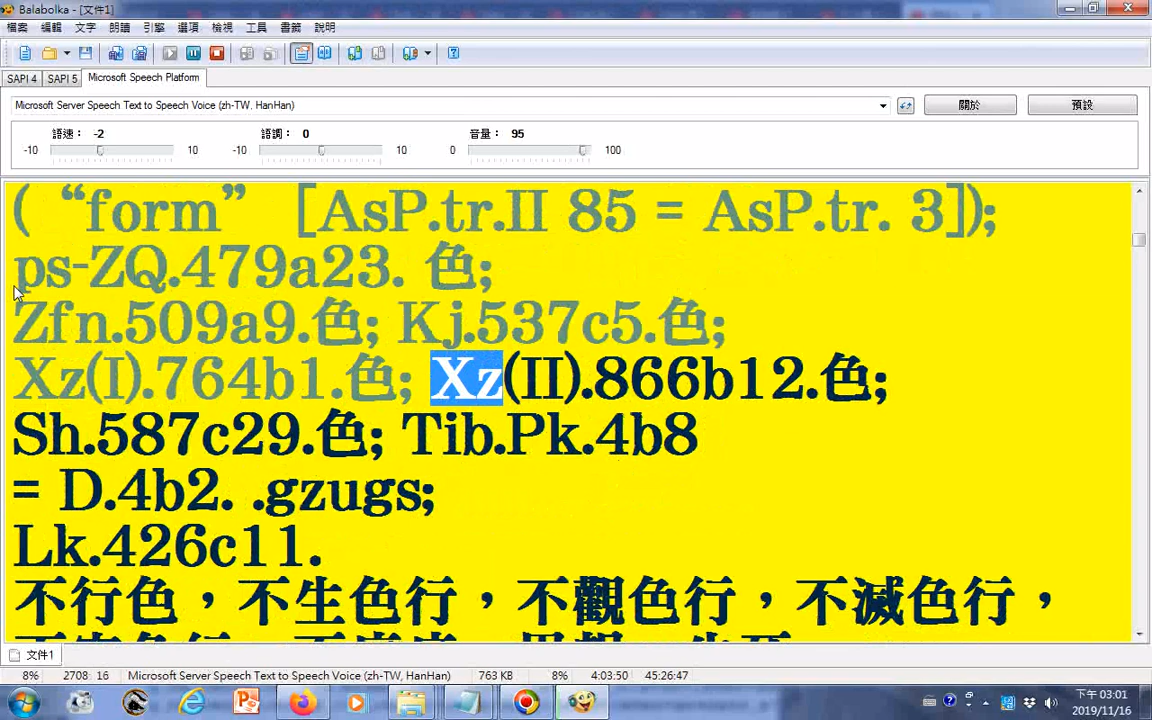 Balabolka - [文件1]
檔案 編輯 文字 朗讀 引擎 選項 檢視 工具 書籤 說明
SAPI 4 SAPI 5 Microsoft Speech Platform
Microsoft Server Speech Text to Speech Voice (zh-TW, HanHan) 關於 預設
語速： -2 語調： 0 音量： 95
-10 10 -10 10 0 100
(“form” [AsP.tr.II 85 = AsP.tr. 3]);
ps-ZQ.479a23. 色;
Zfn.509a9.色; Kj.537c5.色;
Xz(I).764b1.色; Xz(II).866b12.色;
Sh.587c29.色; Tib.Pk.4b8
= D.4b2. .gzugs;
Lk.426c11.
不行色，不生色行，不觀色行，不滅色行，
文件1
8% 2708: 16 Microsoft Server Speech Text to Speech Voice (zh-TW, HanHan) 763 KB 8% 4:03:50 45:26:47
下午 03:01
2019/11/16